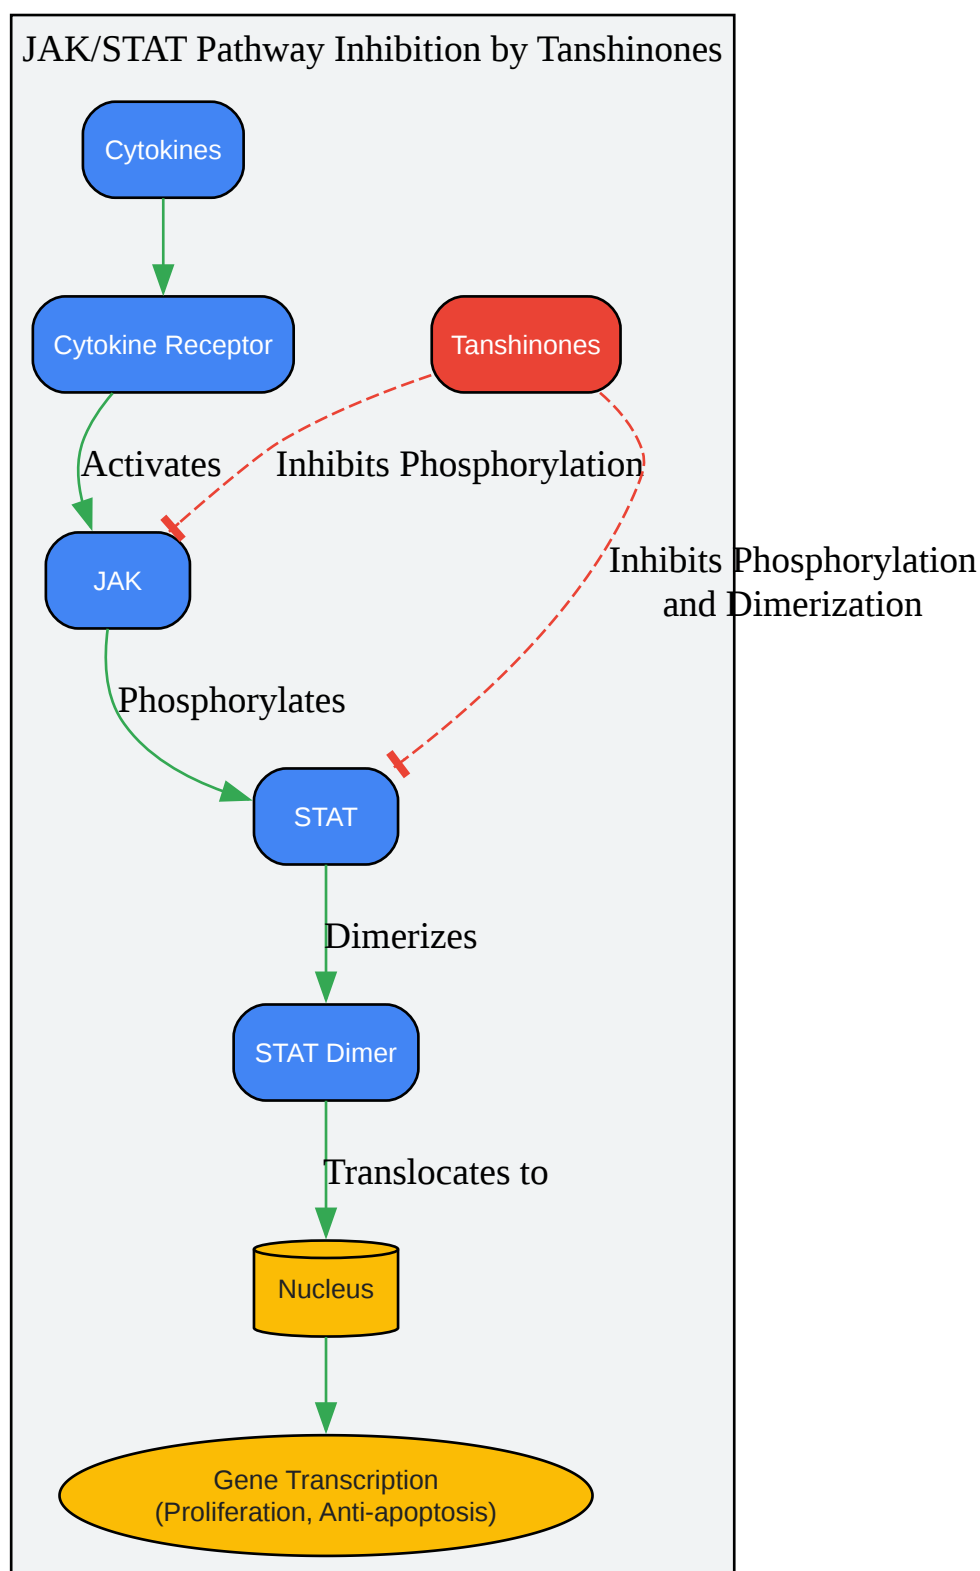 JAK/STAT Pathway Inhibition by Tanshinones
Cytokines
Cytokine Receptor
Tanshinones
Activates
Inhibits Phosphorylation
Inhibits Phosphorylation
and Dimerization
JAK
Phosphorylates
STAT
Dimerizes
STAT Dimer
Translocates to
Nucleus
Gene Transcription
(Proliferation, Anti-apoptosis)